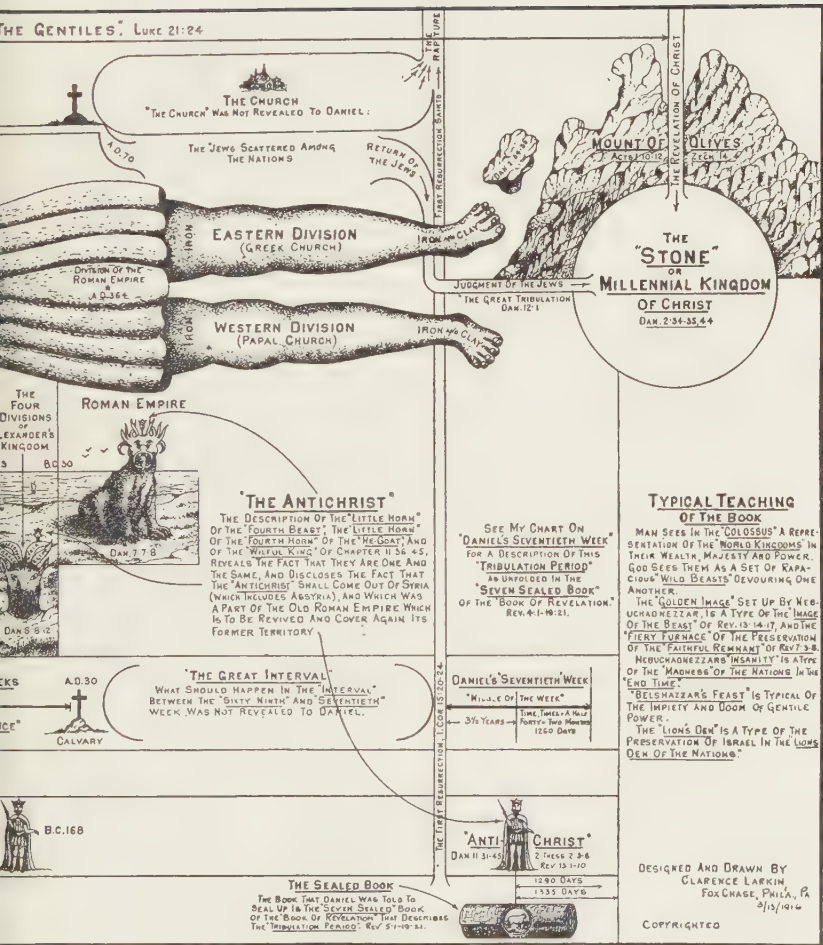 THE GENTILES". LUKE 21:24
THE RAPTURE
THE REVELATION OF CHRIST
THE CHURCH
"THE CHURCH" WAS NOT REVEALED TO DANIEL.
A.D.70
THE JEWS SCATTERED AMONG
THE NATIONS
RETURN OF
THE JEWS
FIRST RESURRECTION SAINTS
DAN. 2:34-35
MOUNT OF OLIVES
ACTS 1:10-12 ZECH 14:4
IRON
EASTERN DIVISION
(GREEK CHURCH)
IRON AND CLAY
DIVISION OF THE
ROMAN EMPIRE
A.D.364
IRON
WESTERN DIVISION
(PAPAL CHURCH)
IRON AND CLAY
JUDGMENT OF THE JEWS
"THE GREAT TRIBULATION
DAN. 12:1
THE
"STONE"
OR
MILLENNIAL KINGDOM
OF CHRIST
DAN. 2:34-35, 44
THE
FOUR
DIVISIONS
OF
LEXANDER'S
KINGDOM
B.C.30
DAN 8:8-12
ROMAN EMPIRE
DAN. 7:7-8
"THE ANTICHRIST"
THE DESCRIPTION OF THE "LITTLE HORN"
OF THE "FOURTH BEAST", THE "LITTLE HORN"
OF THE "FOURTH HORN" OF THE "HE-GOAT", AND
OF THE "WILFUL KING" OF CHAPTER 11:36-45,
REVEALS THE FACT THAT THEY ARE ONE AND
THE SAME, AND DISCLOSES THE FACT THAT
THE "ANTICHRIST" SHALL COME OUT OF SYRIA
(WHICH INCLUDES ASSYRIA), AND WHICH WAS
A PART OF THE OLD ROMAN EMPIRE WHICH
IS TO BE REVIVED AND COVER AGAIN ITS
FORMER TERRITORY
SEE MY CHART ON
"DANIEL'S SEVENTIETH WEEK"
FOR A DESCRIPTION OF THIS
"TRIBULATION PERIOD"
AS UNFOLDED IN THE
"SEVEN SEALED BOOK"
OF THE "BOOK OF REVELATION."
REV. 4:1-19:21.
TYPICAL TEACHING
OF THE BOOK
MAN SEES IN THE "COLOSSUS" A REPRE-
SENTATION OF THE "WORLD KINGDOMS" IN
THEIR WEALTH, MAJESTY AND POWER.
GOD SEES THEM AS A SET OF RAPA-
CIOUS "WILD BEASTS" DEVOURING ONE
ANOTHER.
THE "GOLDEN IMAGE" SET UP BY NEB-
UCHADNEZZAR, IS A TYPE OF THE "IMAGE
OF THE BEAST" OF REV. 13:14-17, AND THE
"FIERY FURNACE" OF THE PRESERVATION
OF THE "FAITHFUL REMNANT" OF REV 7:3-8.
NEBUCHADNEZZARS "INSANITY" IS A TYPE
OF THE "MADNESS" OF THE NATIONS IN THE
"END TIME."
"BELSHAZZAR'S FEAST" IS TYPICAL OF
THE IMPIETY AND DOOM OF GENTILE
POWER.
THE "LION'S DEN" IS A TYPE OF THE
PRESERVATION OF ISRAEL IN THE "LIONS
DEN OF THE NATIONS."
EKS
A.D.30
CALVARY
"THE GREAT INTERVAL"
WHAT SHOULD HAPPEN IN THE "INTERVAL"
BETWEEN THE "SIXTY NINTH" AND "SEVENTIETH"
WEEK, WAS NOT REVEALED TO DANIEL.
THE FIRST RESURRECTION, I.COR 15:20-24
DANIEL'S "SEVENTIETH" WEEK
"MIDDLE OF THE WEEK"
3½ YEARS
TIME, TIMES + A HALF
FORTY-TWO MONTHS
1260 DAYS
B.C.168
"ANTI-CHRIST"
DAN 11:31-45 2 THESS 2:3-8
REV 13:1-10
1290 DAYS
1335 DAYS
THE SEALED BOOK
THE BOOK THAT DANIEL WAS TOLD TO
SEAL UP IS THE "SEVEN SEALED" BOOK
OF THE "BOOK OF REVELATION" THAT DESCRIBES
THE "TRIBULATION PERIOD". REV 5:1-19:21.
DESIGNED AND DRAWN BY
CLARENCE LARKIN
FOX CHASE, PHIL'A., PA
3/13/1916
COPYRIGHTED